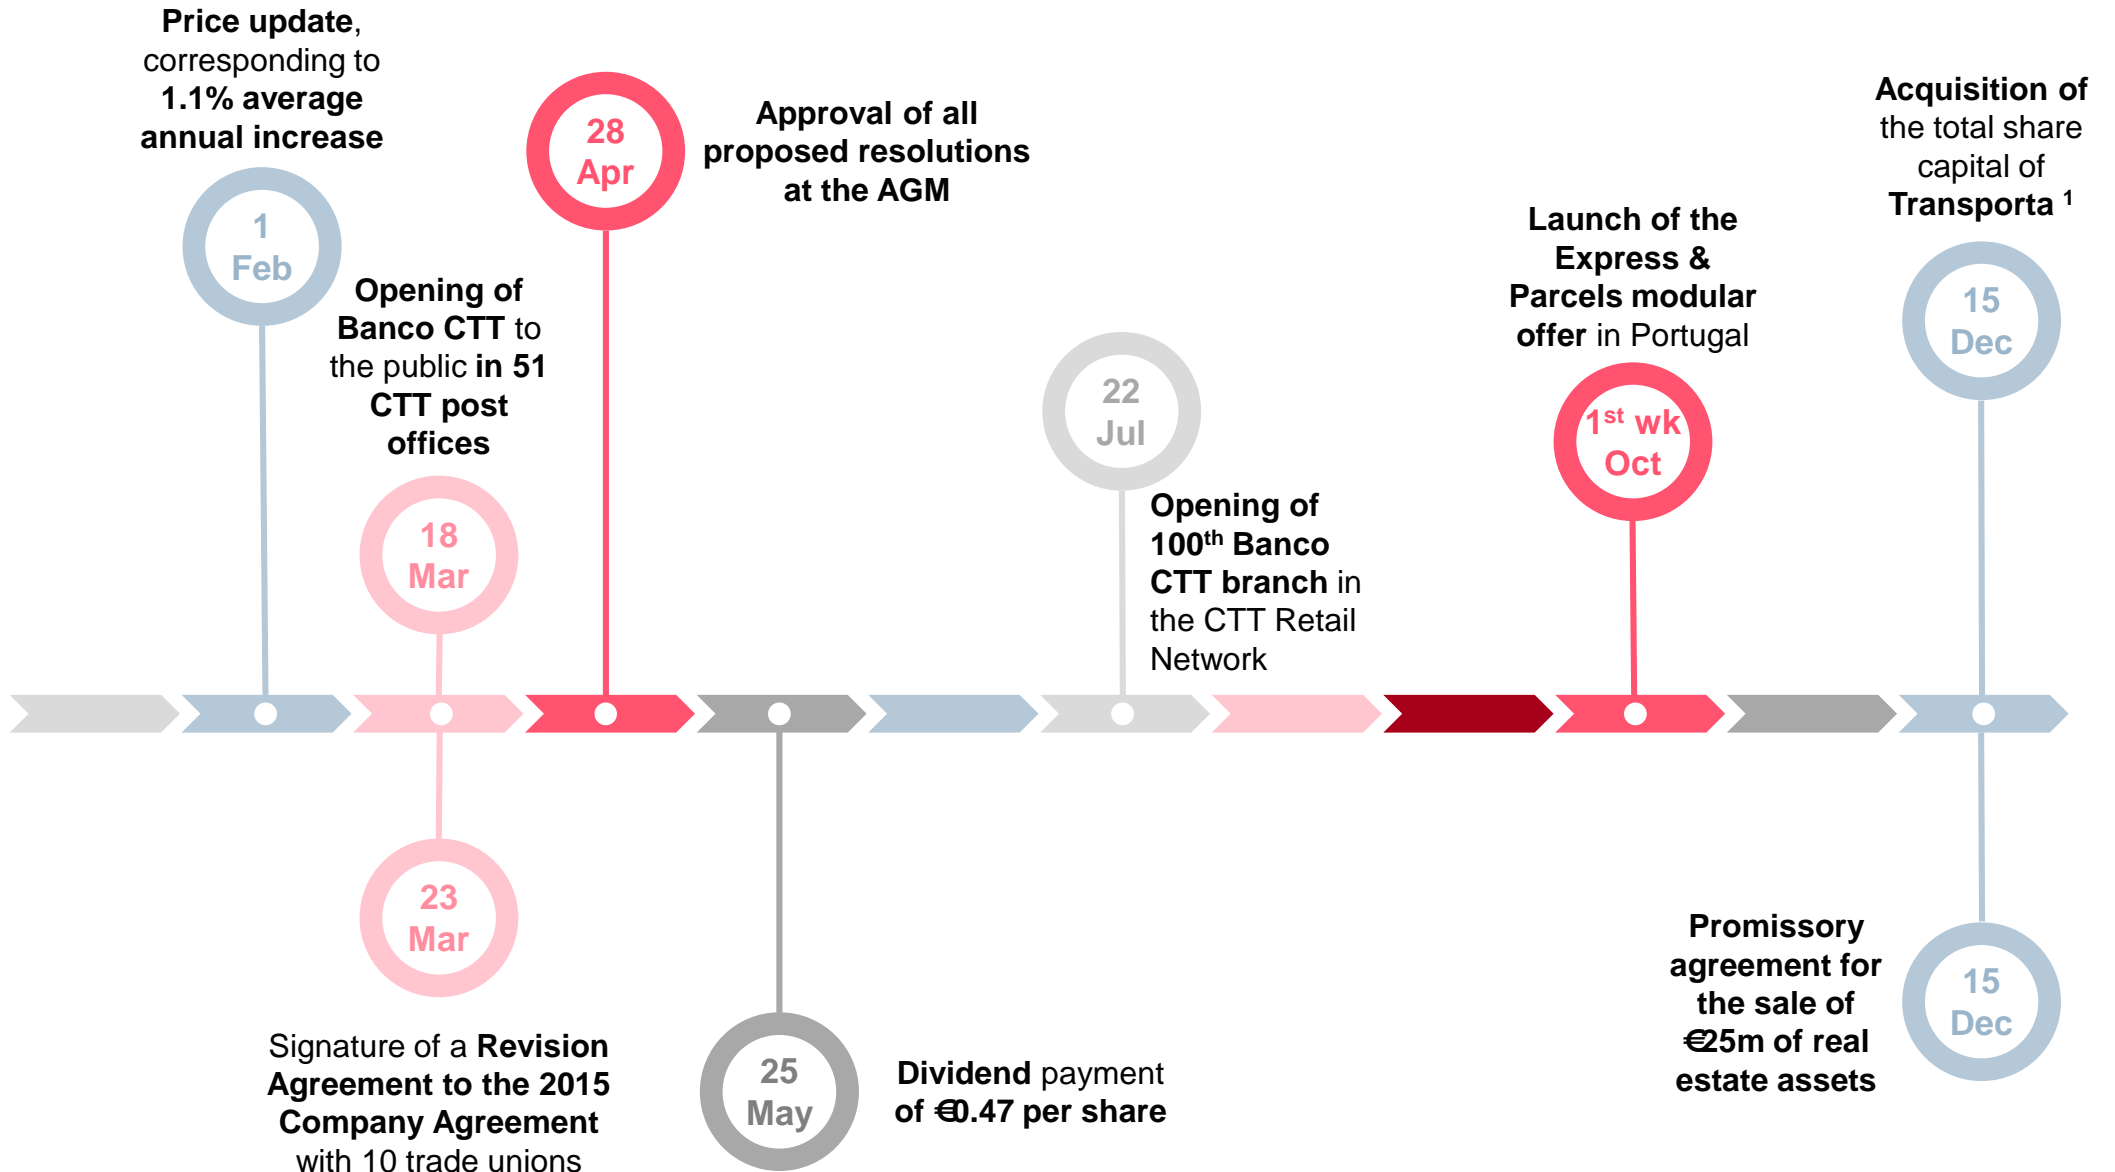 Price update,
corresponding to
1.1% average
annual increase
1
Feb
Opening of
Banco CTT to
the public in 51
CTT post
offices
18
Mar
23
Mar
Signature of a Revision
Agreement to the 2015
Company Agreement
with 10 trade unions
28
Apr
Approval of all
proposed resolutions
at the AGM
25
May
Dividend payment
of €0.47 per share
22
Jul
Opening of
100th Banco
CTT branch in
the CTT Retail
Network
Launch of the
Express &
Parcels modular
offer in Portugal
1st wk
Oct
Acquisition of
the total share
capital of
Transporta 1
15
Dec
Promissory
agreement for
the sale of
€25m of real
estate assets
15
Dec